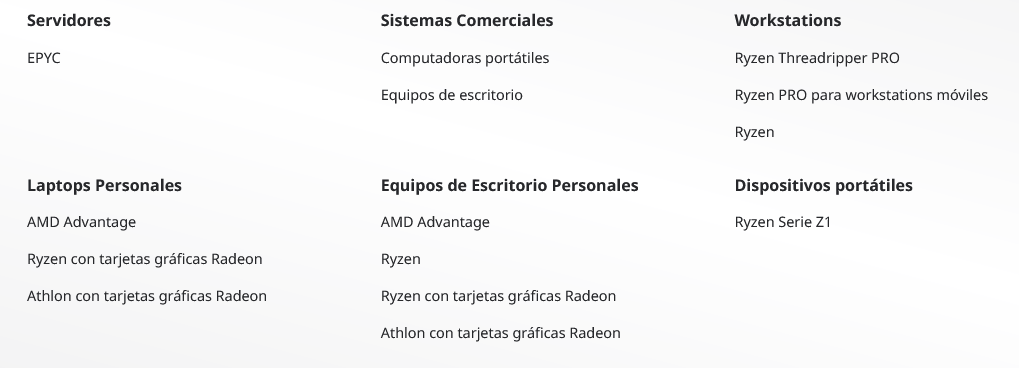 Servidores
EPYC
Sistemas Comerciales
Computadoras portátiles
Equipos de escritorio
Workstations
Ryzen Threadripper PRO
Ryzen PRO para workstations móviles
Ryzen
Laptops Personales
AMD Advantage
Ryzen con tarjetas gráficas Radeon
Athlon con tarjetas gráficas Radeon
Equipos de Escritorio Personales
AMD Advantage
Ryzen
Ryzen con tarjetas gráficas Radeon
Athlon con tarjetas gráficas Radeon
Dispositivos portátiles
Ryzen Serie Z1